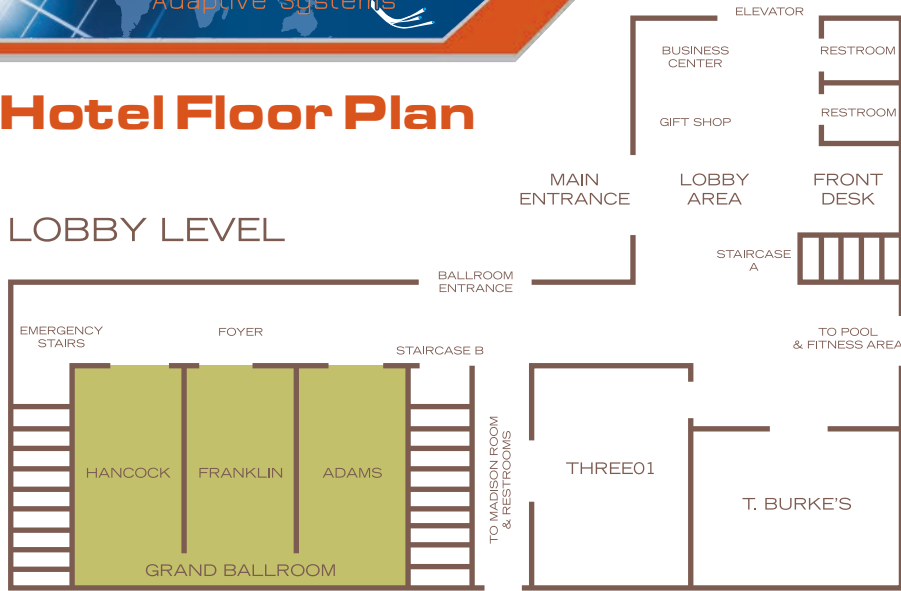 Adaptive Systems
Hotel Floor Plan
LOBBY LEVEL
ELEVATOR
BUSINESS
CENTER
RESTROOM
GIFT SHOP
RESTROOM
MAIN
ENTRANCE
LOBBY
AREA
FRONT
DESK
STAIRCASE
A
BALLROOM
ENTRANCE
EMERGENCY
STAIRS
FOYER
STAIRCASE B
TO POOL
& FITNESS AREA
HANCOCK
FRANKLIN
ADAMS
GRAND BALLROOM
TO MADISON ROOM
& RESTROOMS
THREE01
T. BURKE'S